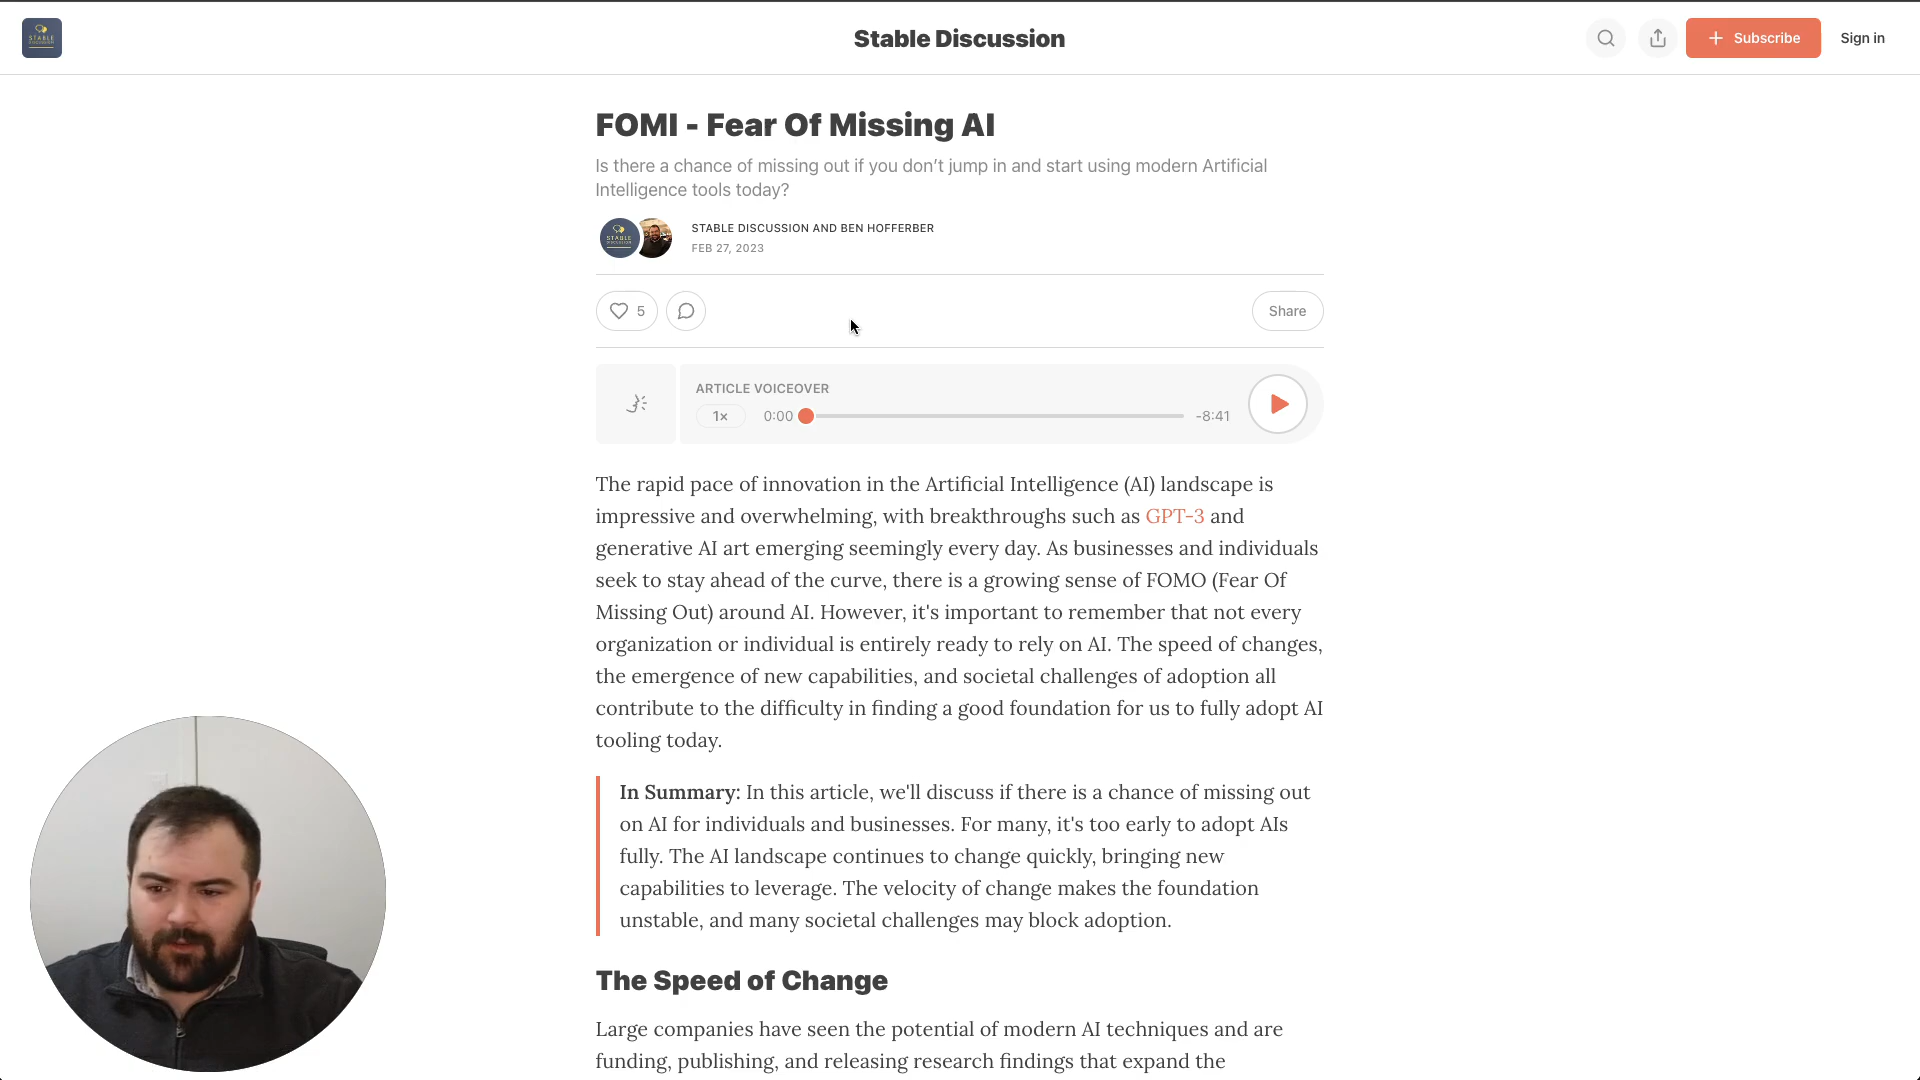 STABLE
DISCUSSION
Stable Discussion
Subscribe
Sign in
FOMI - Fear Of Missing AI
Is there a chance of missing out if you don’t jump in and start using modern Artificial
Intelligence tools today?
STABLE
DISCUSSION
STABLE DISCUSSION AND BEN HOFFERBER
FEB 27, 2023
5
Share
ARTICLE VOICEOVER
1×
0:00
-8:41
The rapid pace of innovation in the Artificial Intelligence (AI) landscape is
impressive and overwhelming, with breakthroughs such as GPT-3 and
generative AI art emerging seemingly every day. As businesses and individuals
seek to stay ahead of the curve, there is a growing sense of FOMO (Fear Of
Missing Out) around AI. However, it's important to remember that not every
organization or individual is entirely ready to rely on AI. The speed of changes,
the emergence of new capabilities, and societal challenges of adoption all
contribute to the difficulty in finding a good foundation for us to fully adopt AI
tooling today.
In Summary: In this article, we'll discuss if there is a chance of missing out
on AI for individuals and businesses. For many, it's too early to adopt AIs
fully. The AI landscape continues to change quickly, bringing new
capabilities to leverage. The velocity of change makes the foundation
unstable, and many societal challenges may block adoption.
The Speed of Change
Large companies have seen the potential of modern AI techniques and are
funding, publishing, and releasing research findings that expand the